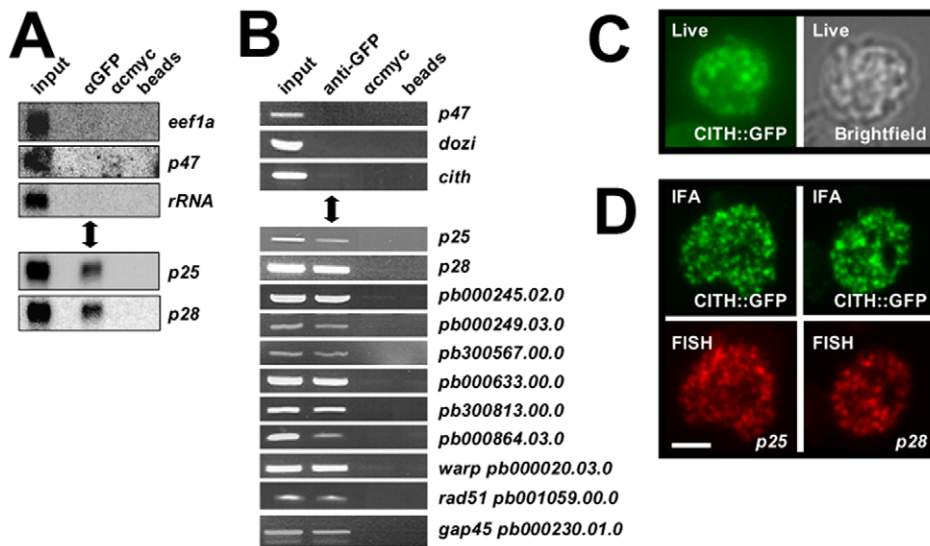 A
input αGFP αcmyc beads
eef1a
p47
rRNA
p25
p28
B
input anti-GFP αcmyc beads
p47
dozi
cith
p25
p28
pb000245.02.0
pb000249.03.0
pb300567.00.0
pb000633.00.0
pb300813.00.0
pb000864.03.0
warp pb000020.03.0
rad51 pb001059.00.0
gap45 pb000230.01.0
C
Live
CITH::GFP
Live
Brightfield
D
IFA
CITH::GFP
IFA
CITH::GFP
FISH
p25
FISH
p28